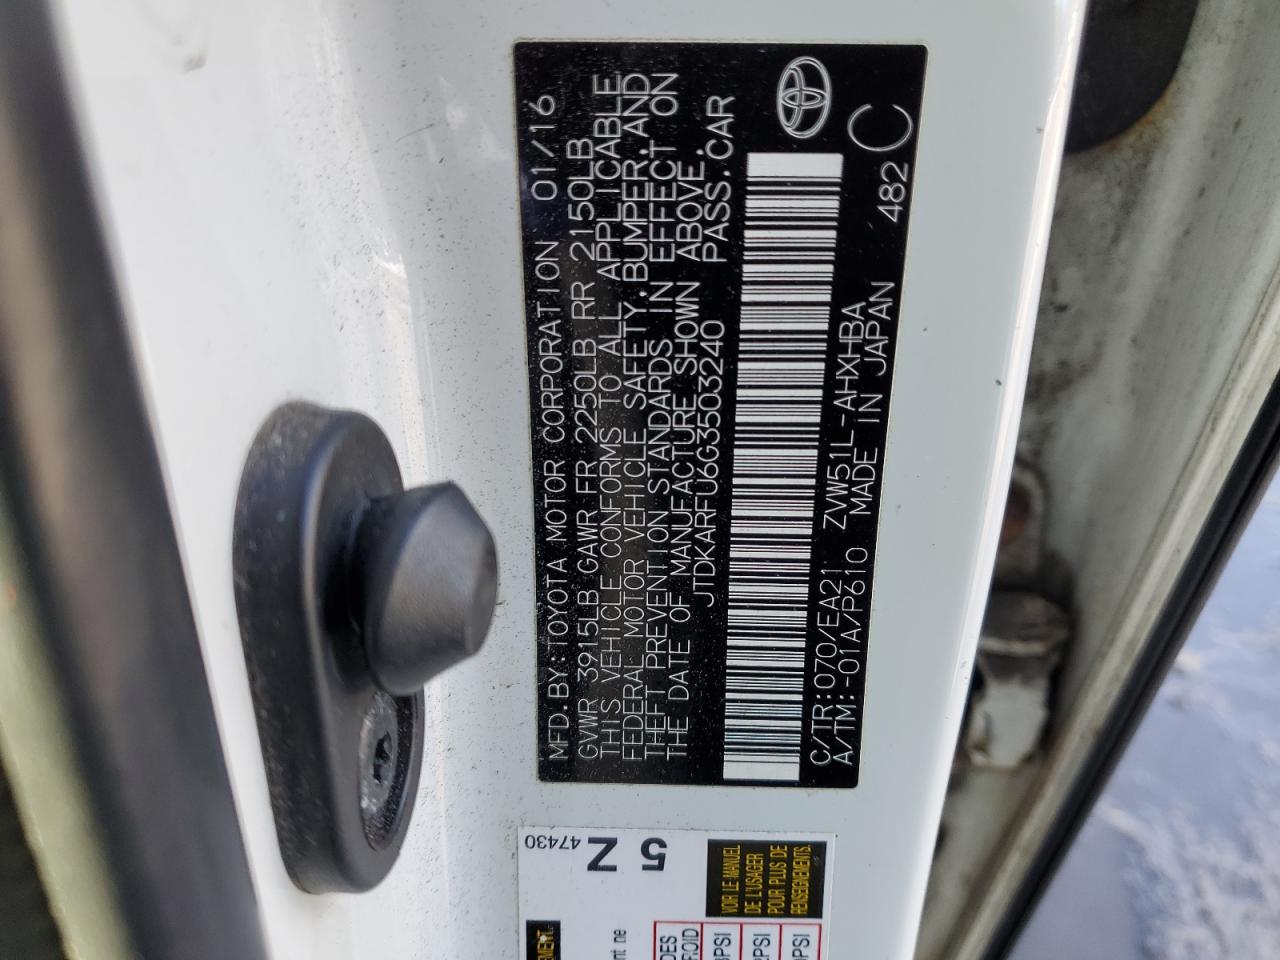 MFD.BY:TOYOTA MOTOR CORPORATION 01/16
GVWR 3915LB GAWR FR 2250LB RR 2150LB
THIS VEHICLE CONFORMS TO ALL APPLICABLE
FEDERAL MOTOR VEHICLE SAFETY,BUMPER,AND
THEFT PREVENTION STANDARDS IN EFFECT ON
THE DATE OF MANUFACTURE SHOWN ABOVE.
JTDKARFU6G3503240 PASS.CAR
C/TR:070/EA21 ZVW51L-AHXHBA
A/TM:-01A/P610 MADE IN JAPAN 482
C
47430
5 Z
VOIR LE MANUEL
DE L'USAGER
POUR PLUS DE
RENSEIGNEMENTS.